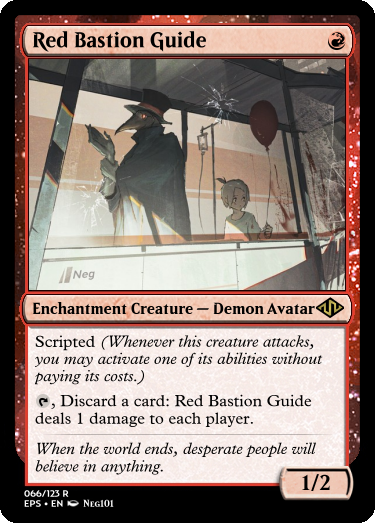 Red Bastion Guide
Neg
Enchantment Creature — Demon Avatar
Scripted (Whenever this creature attacks,
you may activate one of its abilities without
paying its costs.)
, Discard a card: Red Bastion Guide
deals 1 damage to each player.
When the world ends, desperate people will
believe in anything.
1/2
066/123 R
EPS • EN Neg101